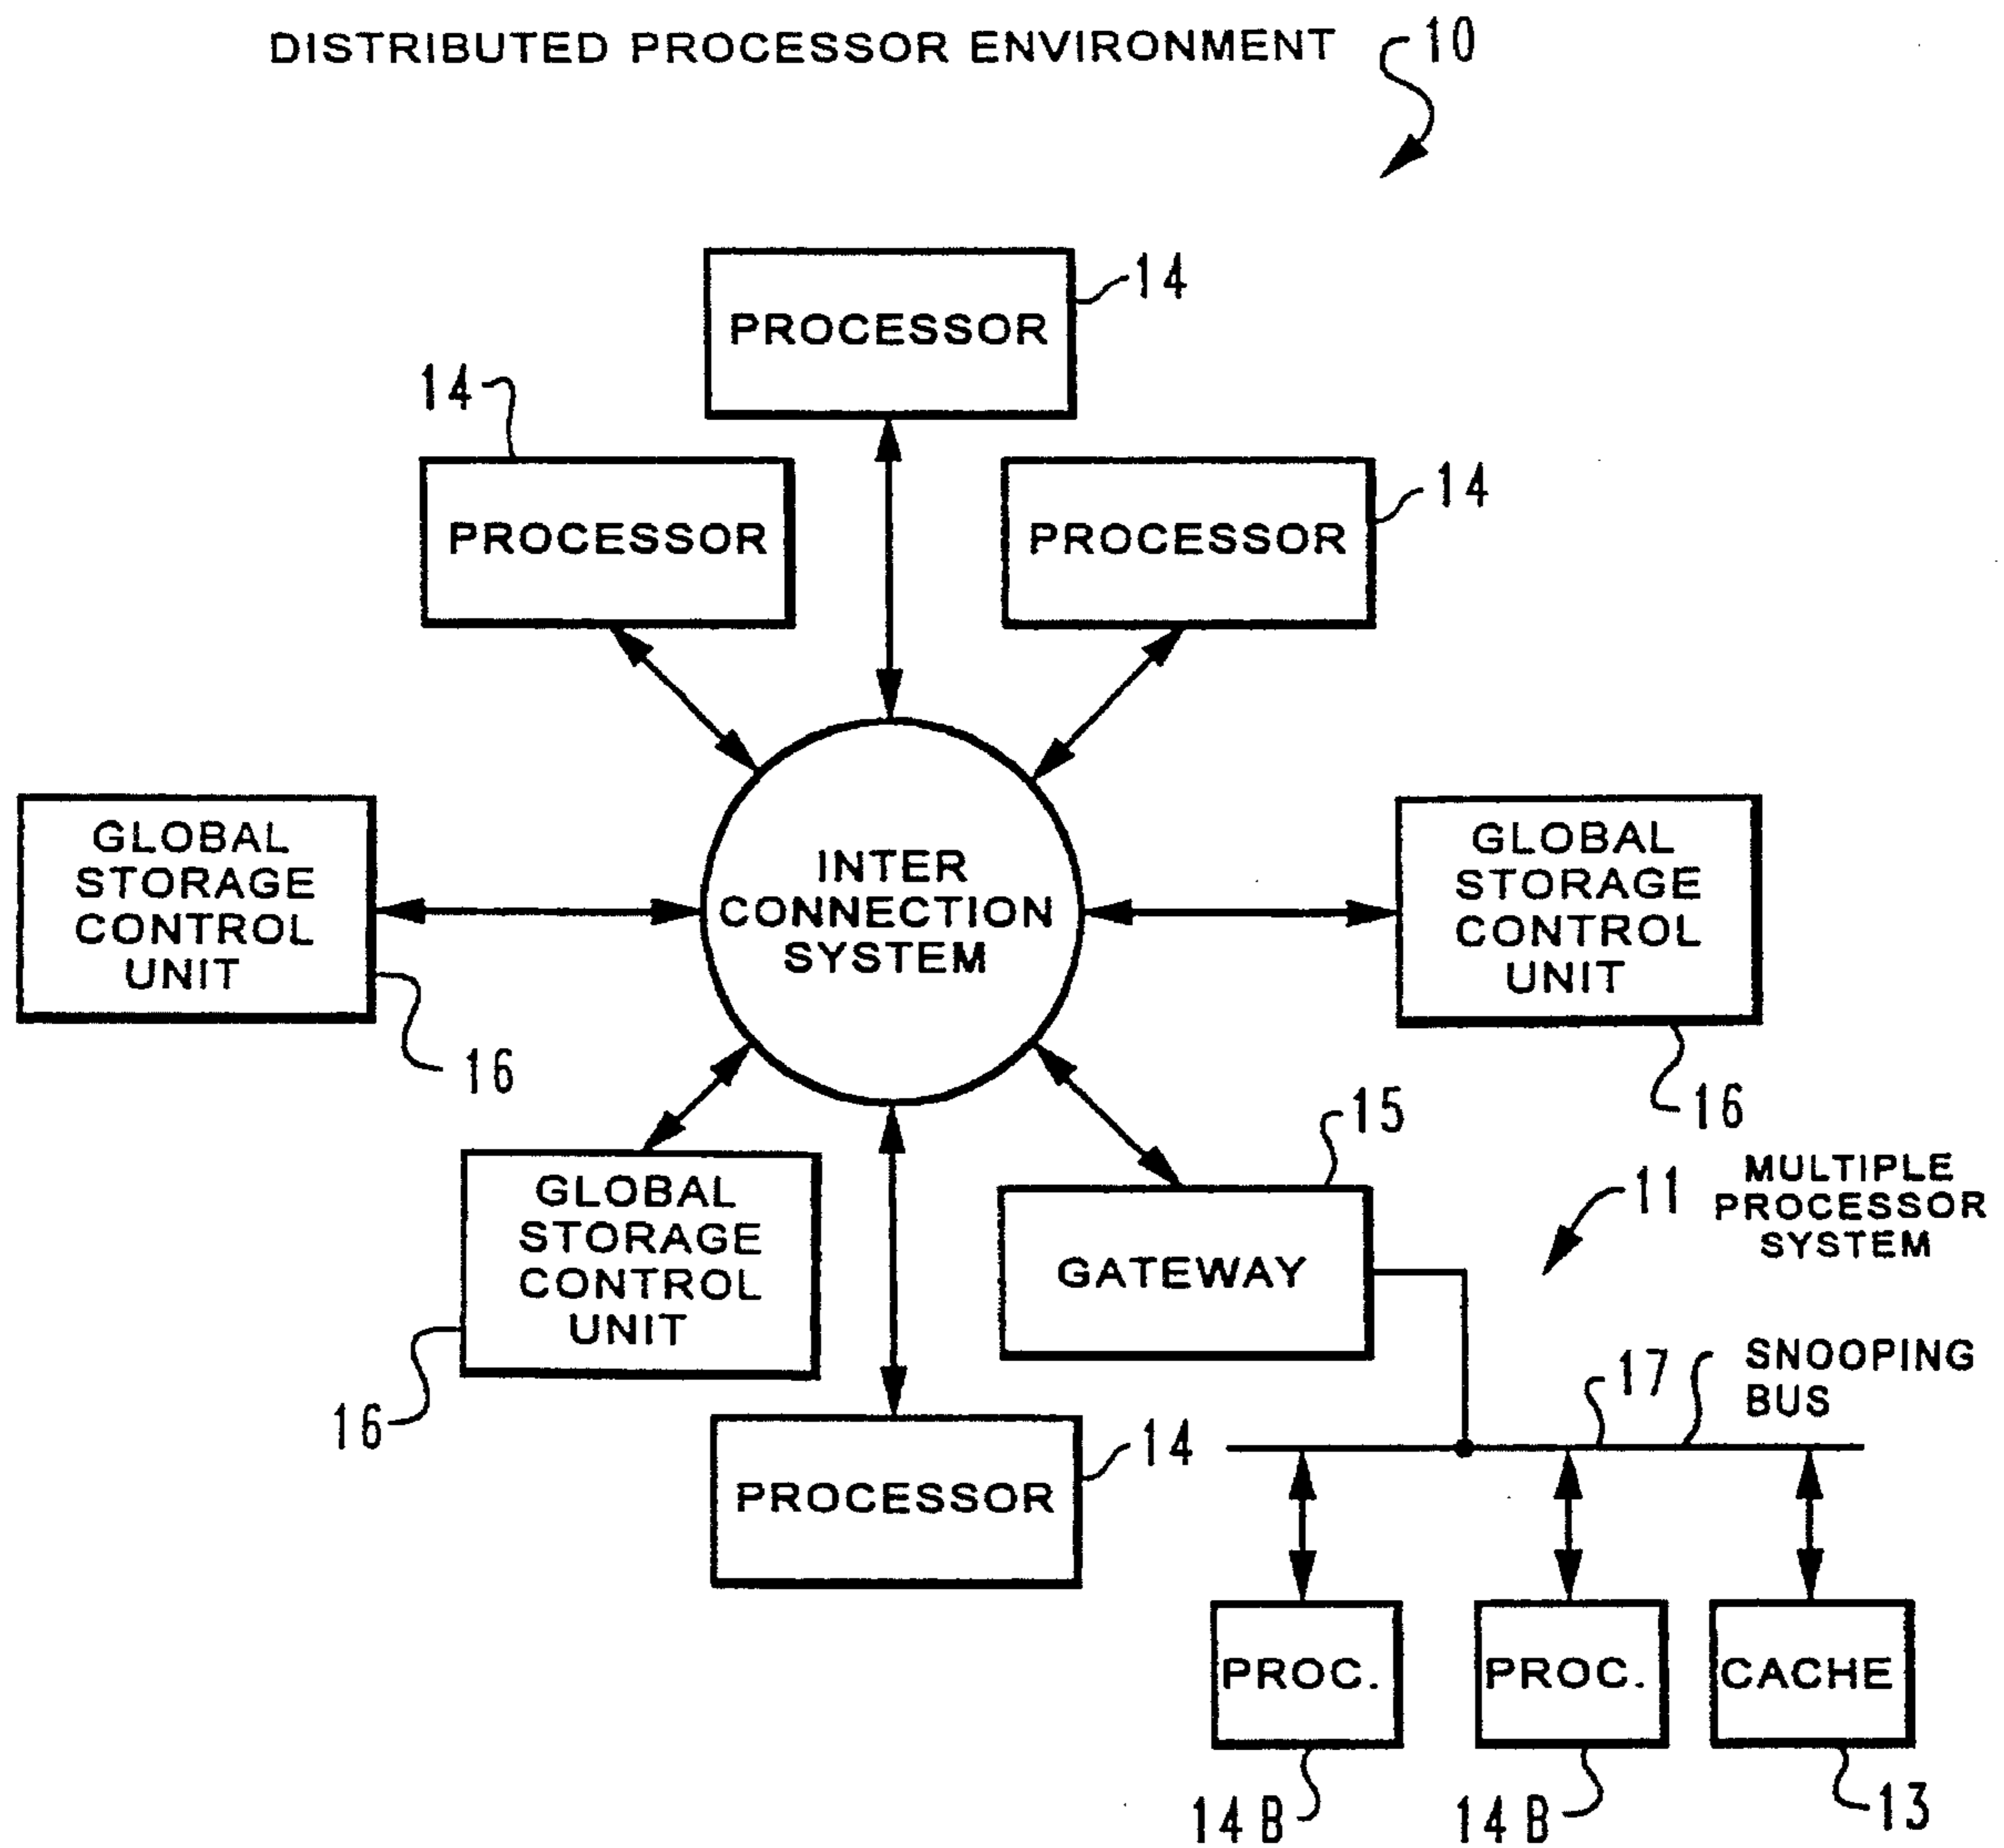 DISTRIBUTED PROCESSOR ENVIRONMENT
10
PROCESSOR
14
14
PROCESSOR
PROCESSOR
14
GLOBAL
STORAGE
CONTROL
UNIT
16
INTER
CONNECTION
SYSTEM
GLOBAL
STORAGE
CONTROL
UNIT
16
GLOBAL
STORAGE
CONTROL
UNIT
16
15
GATEWAY
11
MULTIPLE
PROCESSOR
SYSTEM
17
SNOOPING
BUS
PROCESSOR
14
PROC.
14B
PROC.
14B
CACHE
13